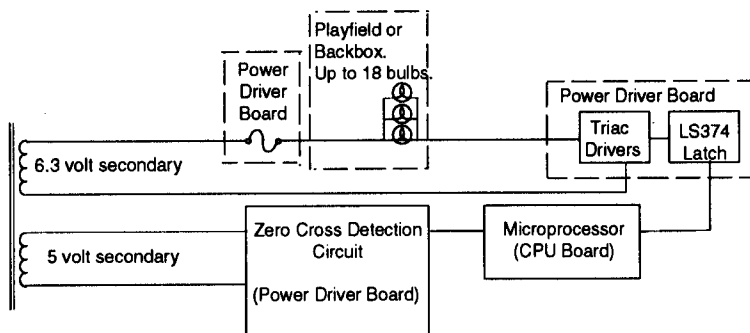 Playfield or
Backbox.
Up to 18 bulbs.
Power
Driver
Board
Power Driver Board
Triac
Drivers
LS374
Latch
6.3 volt secondary
5 volt secondary
Zero Cross Detection
Circuit
(Power Driver Board)
Microprocessor
(CPU Board)